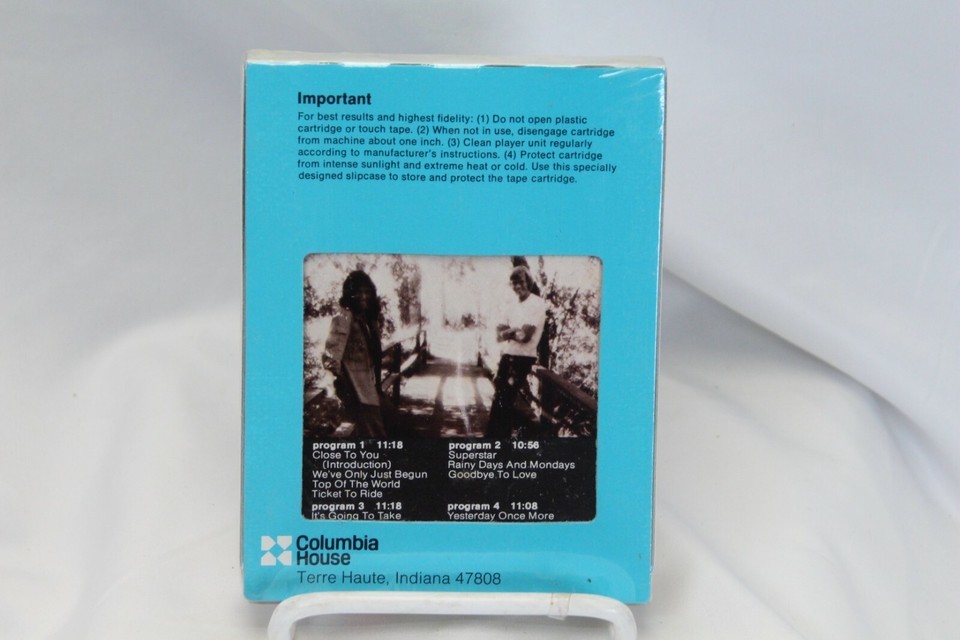 Important
For best results and highest fidelity: (1) Do not open plastic
cartridge or touch tape. (2) When not in use, disengage cartridge
from machine about one inch. (3) Clean player unit regularly
according to manufacturer's instructions. (4) Protect cartridge
from intense sunlight and extreme heat or cold. Use this specially
designed slipcase to store and protect the tape cartridge.
program 1 11:18
Close To You
(Introduction)
We've Only Just Begun
Top Of The World
Ticket To Ride
program 2 10:56
Superstar
Rainy Days And Mondays
Goodbye To Love
program 3 11:18
It's Going To Take
program 4 11:08
Yesterday Once More
Columbia
House
Terre Haute, Indiana 47808